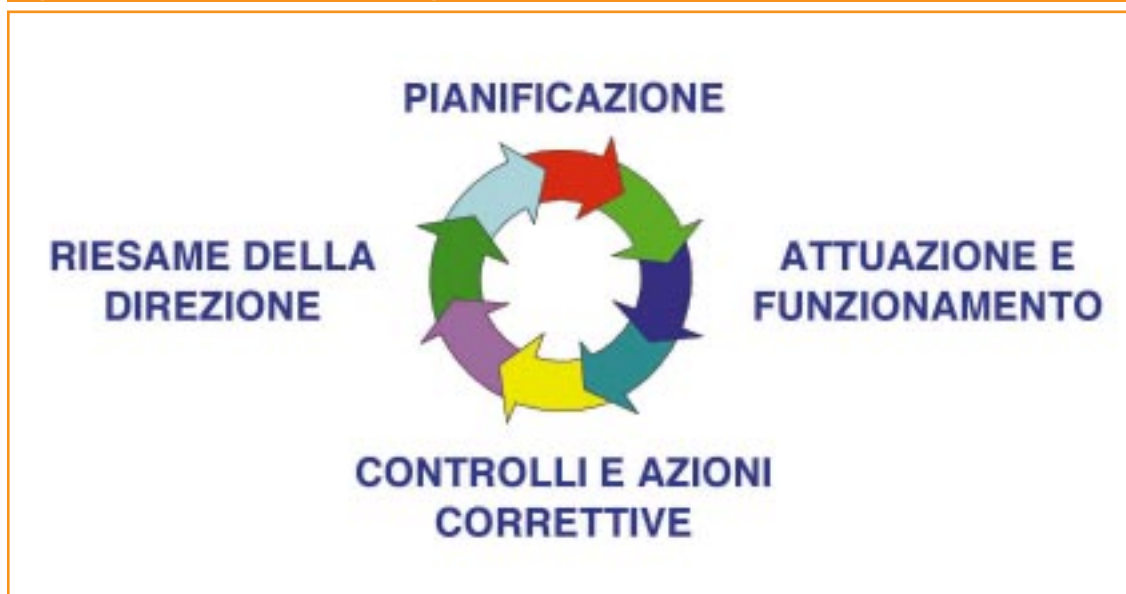 PIANIFICAZIONE
RIESAME DELLA
DIREZIONE
ATTUAZIONE E
FUNZIONAMENTO
CONTROLLI E AZIONI
CORRETTIVE